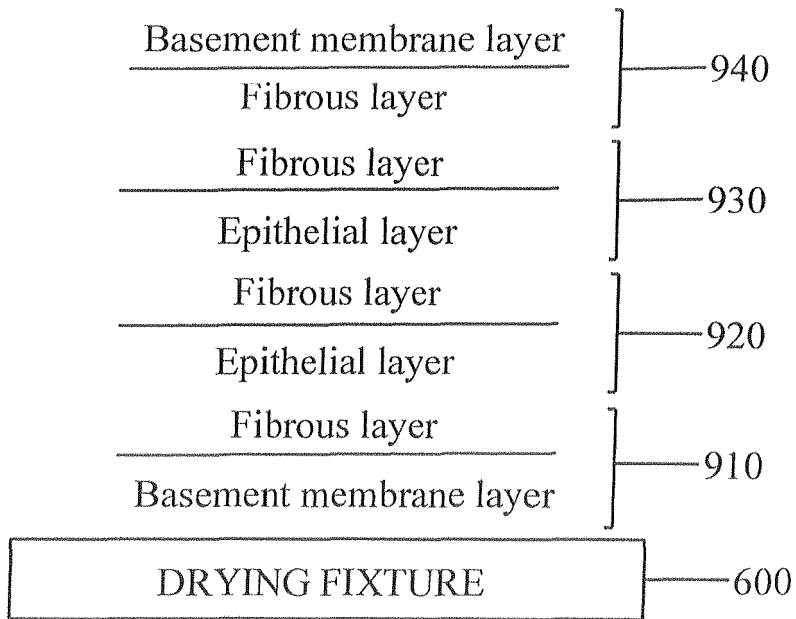 Basement membrane layer
940
Fibrous layer
Fibrous layer
930
Epithelial layer
Fibrous layer
920
Epithelial layer
Fibrous layer
910
Basement membrane layer
DRYING FIXTURE
600